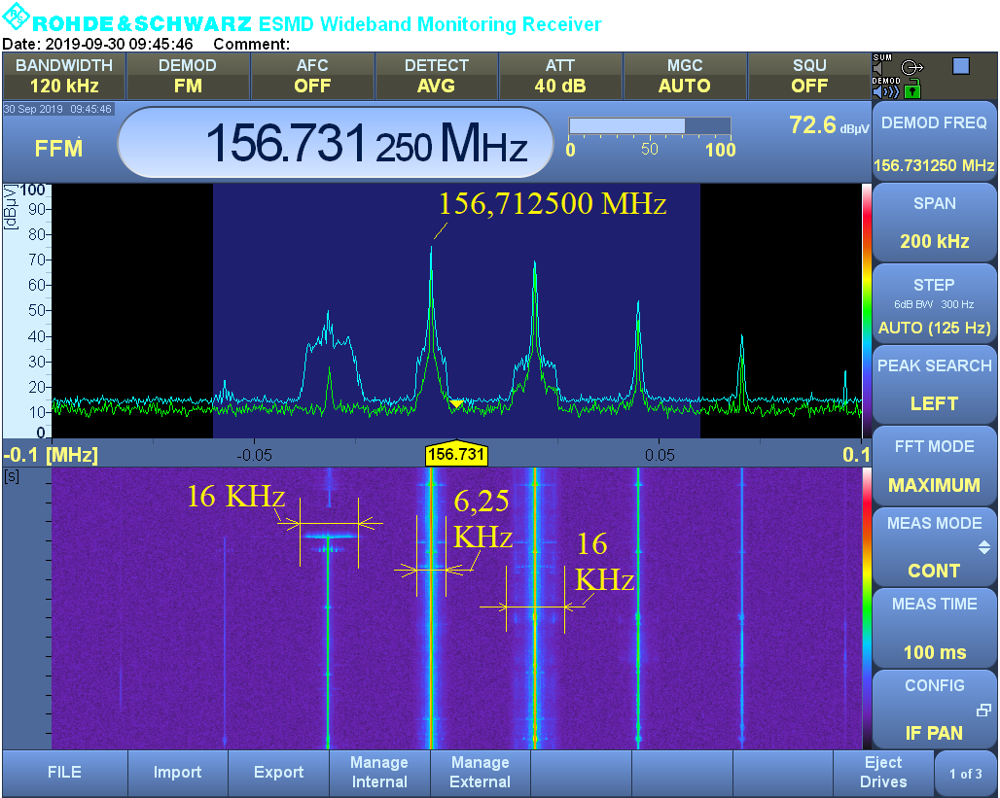 ROHDE & SCHWARZ ESMD Wideband Monitoring Receiver
Date: 2019-09-30 09:45:46 Comment:
BANDWIDTH DEMOD AFC DETECT ATT MGC SQU
120 kHz FM OFF AVG 40 dB AUTO OFF
SUM
DEMOD
30 Sep 2019 09:45:46
FFM
156.731 250 MHz
0 50 100
72.6 dBµV
DEMOD FREQ
156.731250 MHz
SPAN
200 kHz
STEP
6dB BW 300 Hz
AUTO (125 Hz)
PEAK SEARCH
LEFT
FFT MODE
MAXIMUM
MEAS MODE
CONT
MEAS TIME
100 ms
CONFIG
IF PAN
[dBµV]
100
90
80
70
60
50
40
30
20
10
0
156,712500 MHz
-0.1 [MHz] -0.05 156.731 0.05 0.1
[s]
16 KHz
6,25
KHz
16
KHz
FILE
Import
Export
Manage
Internal
Manage
External
Eject
Drives
1 of 3